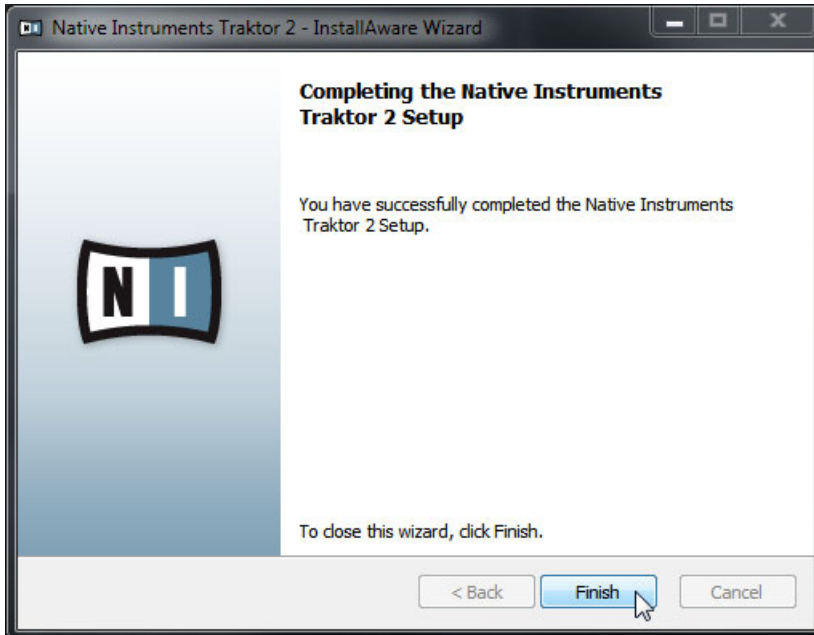 Native Instruments Traktor 2 - InstallAware Wizard
Completing the Native Instruments
Traktor 2 Setup
You have successfully completed the Native Instruments
Traktor 2 Setup.
N I
To close this wizard, click Finish.
< Back Finish Cancel